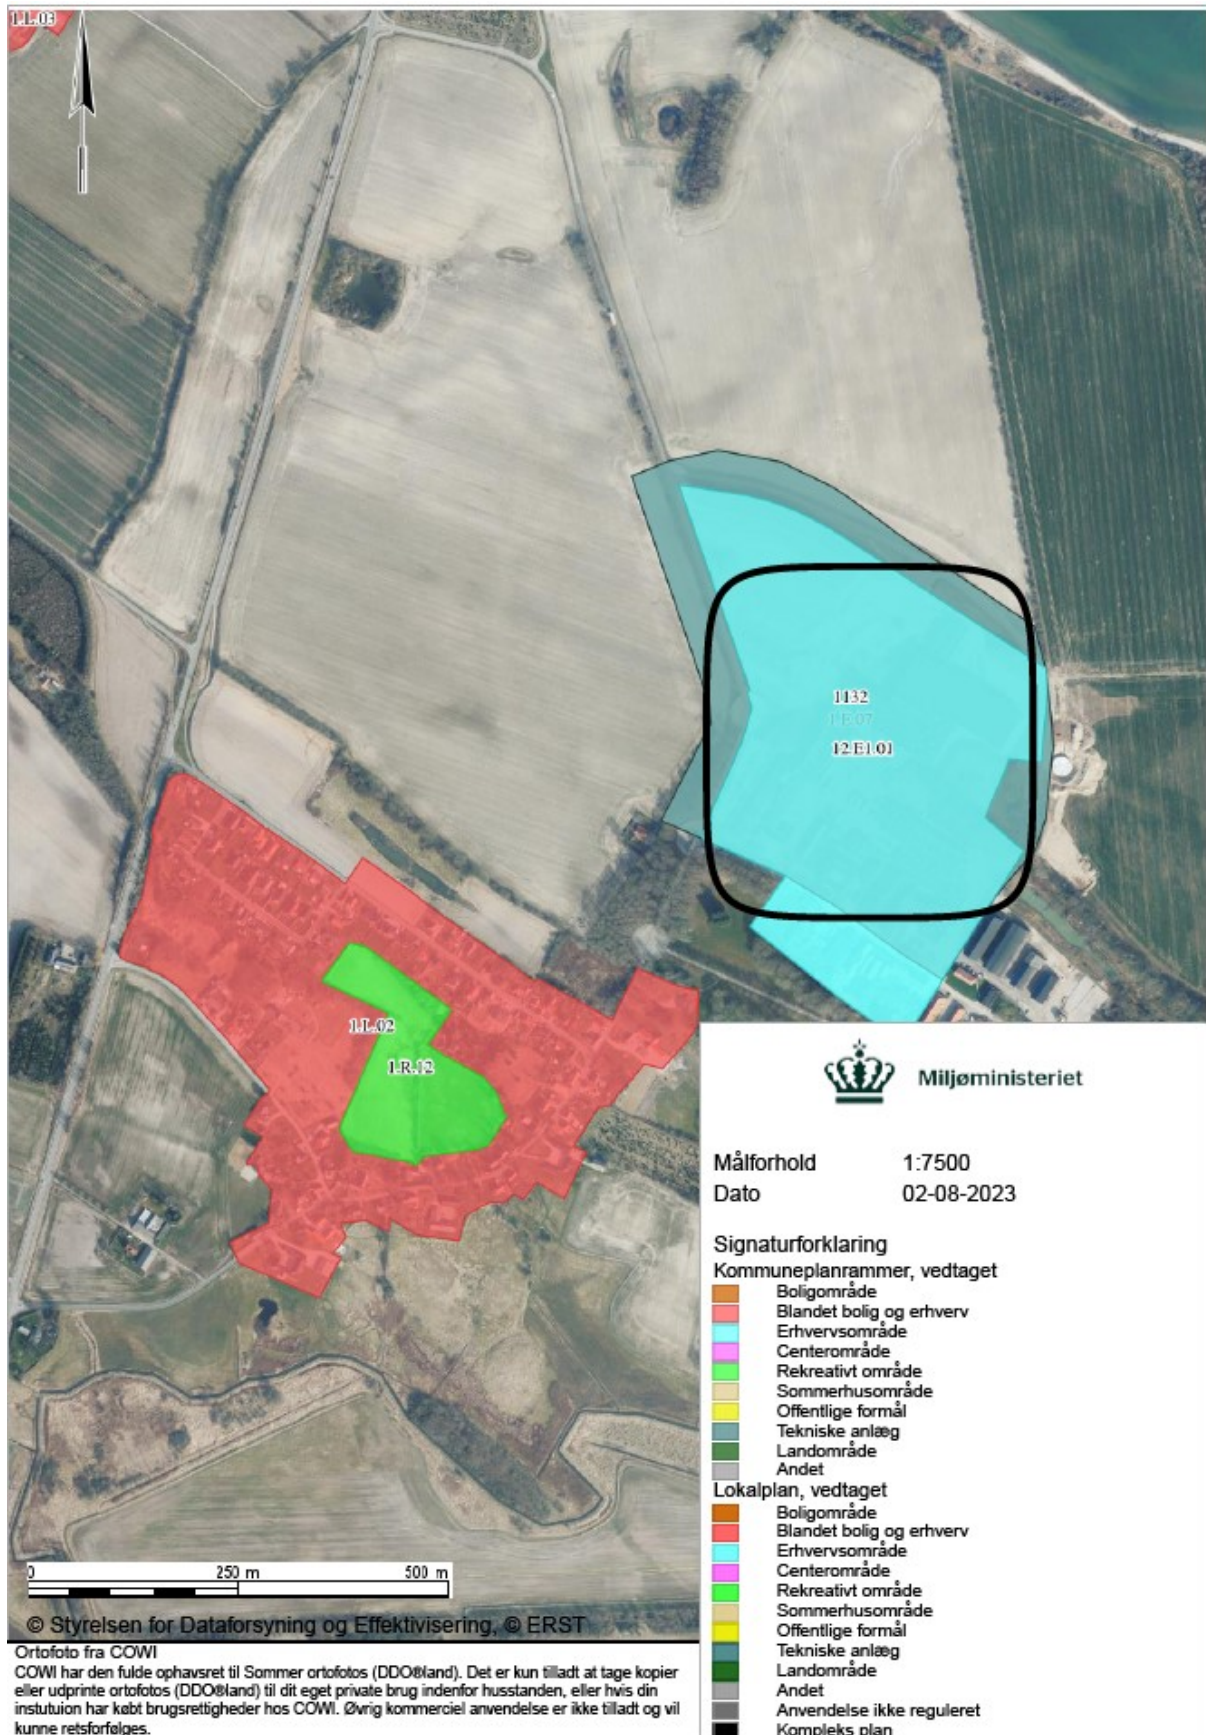 1.L.03
1132
1.E.07
12.E1.01
1.L.02
1.R.12
Miljøministeriet
Målforhold 1:7500
Dato 02-08-2023
Signaturforklaring
Kommuneplanrammer, vedtaget
Boligområde
Blandet bolig og erhverv
Erhvervsområde
Centerområde
Rekreativt område
Sommerhusområde
Offentlige formål
Tekniske anlæg
Landområde
Andet
Lokalplan, vedtaget
Boligområde
Blandet bolig og erhverv
Erhvervsområde
Centerområde
Rekreativt område
Sommerhusområde
Offentlige formål
Tekniske anlæg
Landområde
Andet
Anvendelse ikke reguleret
Kompleks plan
0 250 m 500 m
© Styrelsen for Dataforsyning og Effektivisering, © ERST
Ortofoto fra COWI
COWI har den fulde ophavsret til Sommer ortofotos (DDO®land). Det er kun tilladt at tage kopier
eller udprinte ortofotos (DDO®land) til dit eget private brug indenfor husstanden, eller hvis din
instutuion har købt brugsrettigheder hos COWI. Øvrig kommerciel anvendelse er ikke tilladt og vil
kunne retsforfølges.